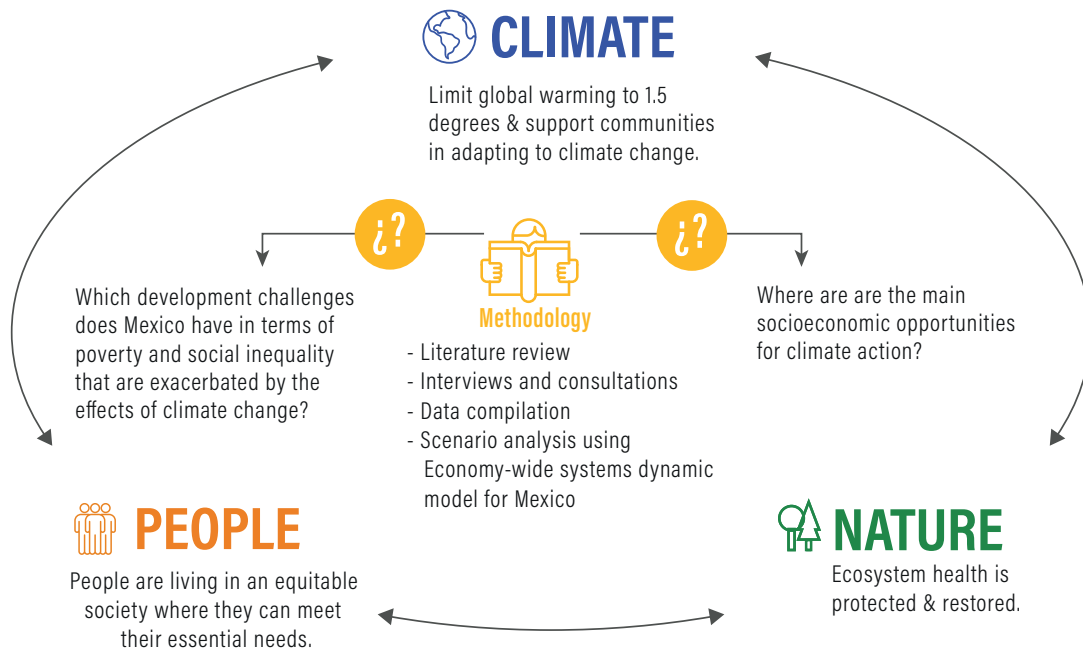 CLIMATE
Limit global warming to 1.5
degrees & support communities
in adapting to climate change.
¿?
¿?
Which development challenges
does Mexico have in terms of
poverty and social inequality
that are exacerbated by the
effects of climate change?
Methodology
- Literature review
- Interviews and consultations
- Data compilation
- Scenario analysis using
Economy-wide systems dynamic
model for Mexico
Where are are the main
socioeconomic opportunities
for climate action?
PEOPLE
People are living in an equitable
society where they can meet
their essential needs.
NATURE
Ecosystem health is
protected & restored.